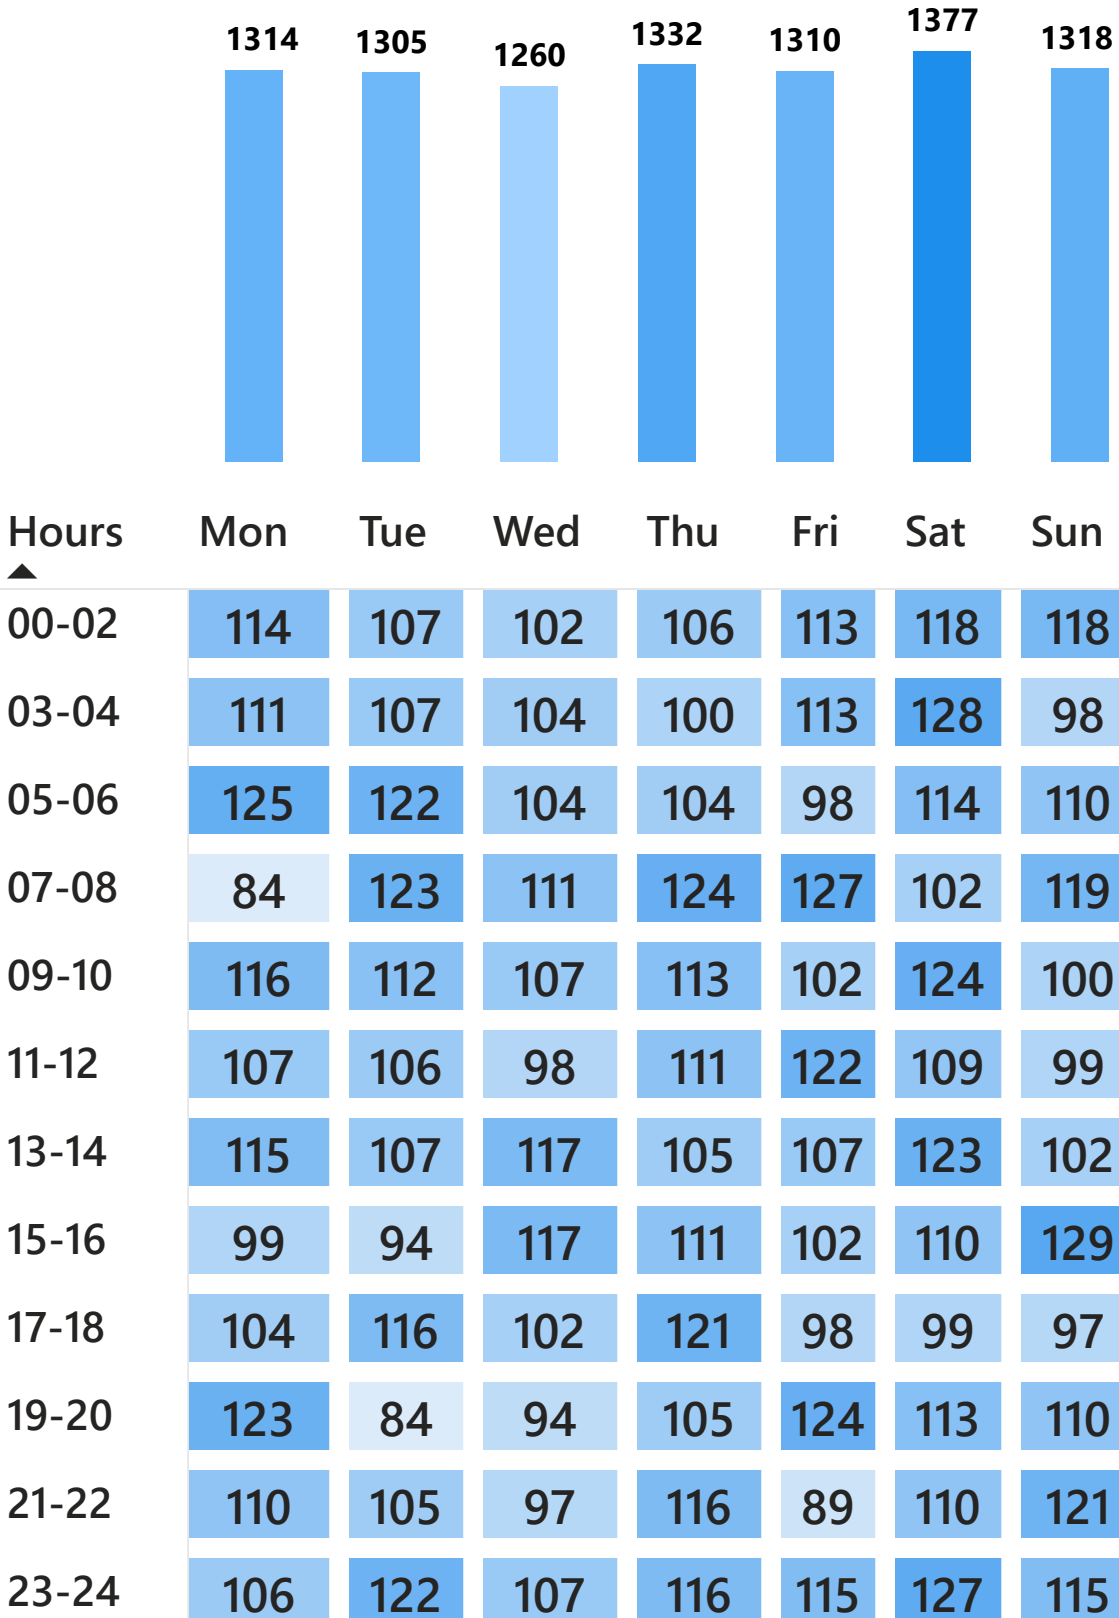 1314 1305 1260 1332 1310 1377 1318
Hours Mon Tue Wed Thu Fri Sat Sun
00-02 114 107 102 106 113 118 118
03-04 111 107 104 100 113 128 98
05-06 125 122 104 104 98 114 110
07-08 84 123 111 124 127 102 119
09-10 116 112 107 113 102 124 100
11-12 107 106 98 111 122 109 99
13-14 115 107 117 105 107 123 102
15-16 99 94 117 111 102 110 129
17-18 104 116 102 121 98 99 97
19-20 123 84 94 105 124 113 110
21-22 110 105 97 116 89 110 121
23-24 106 122 107 116 115 127 115